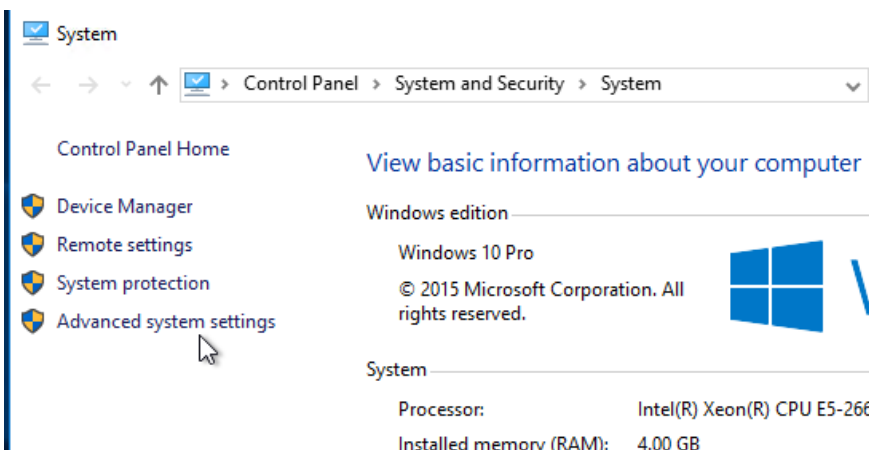 System
Control Panel > System and Security > System
Control Panel Home
Device Manager
Remote settings
System protection
Advanced system settings
View basic information about your computer
Windows edition
Windows 10 Pro
© 2015 Microsoft Corporation. All
rights reserved.
System
Processor: Intel(R) Xeon(R) CPU E5-266
Installed memory (RAM): 4.00 GB